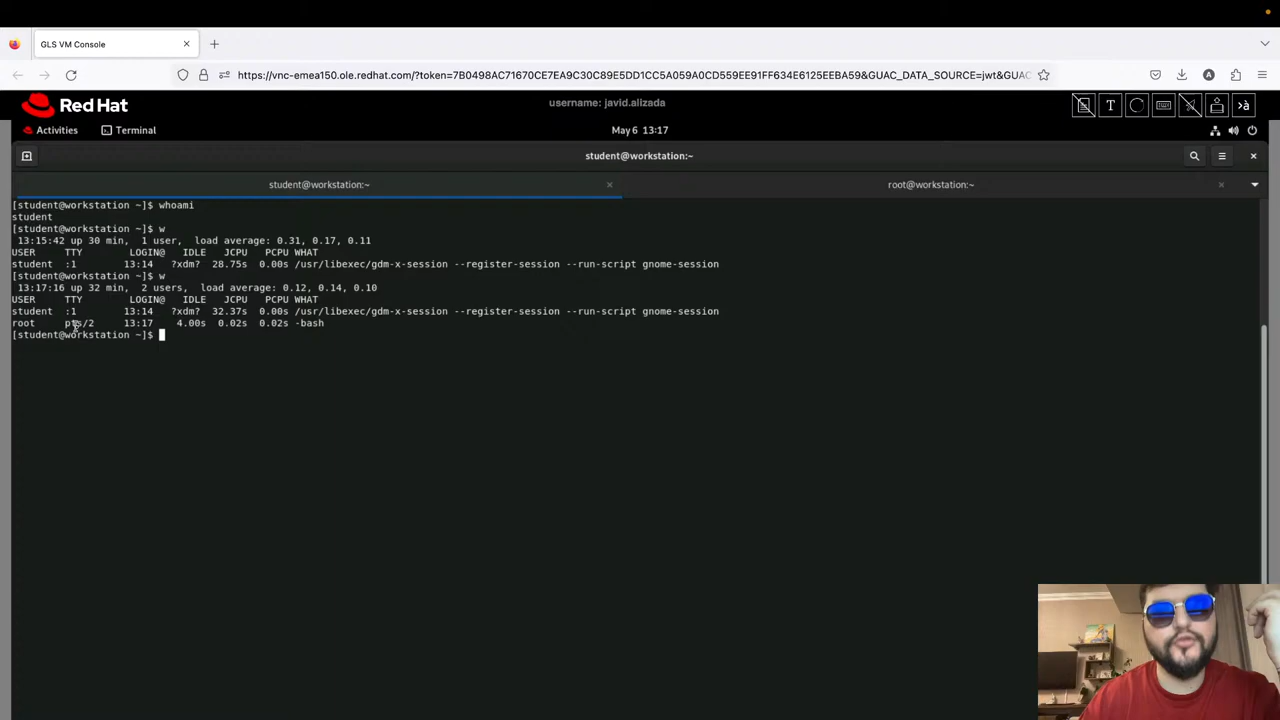 GLS VM Console
https://vnc-emea150.ole.redhat.com/?token=7B0498AC71670CE7EA9C30C89E5DD1CC5A059A0CD559EE91FF634E6125EEBA59&GUAC_DATA_SOURCE=jwt&GUAC
Red Hat
username: javid.alizada
T
›à
Activities
Terminal
May 6 13:17
student@workstation:~
student@workstation:~
root@workstation:~
[student@workstation ~]$ whoami
student
[student@workstation ~]$ w
13:15:42 up 30 min, 1 user, load average: 0.31, 0.17, 0.11
USER TTY LOGIN@ IDLE JCPU PCPU WHAT
student :1 13:14 ?xdm? 28.75s 0.00s /usr/libexec/gdm-x-session --register-session --run-script gnome-session
[student@workstation ~]$ w
13:17:16 up 32 min, 2 users, load average: 0.12, 0.14, 0.10
USER TTY LOGIN@ IDLE JCPU PCPU WHAT
student :1 13:14 ?xdm? 32.37s 0.00s /usr/libexec/gdm-x-session --register-session --run-script gnome-session
root pts/2 13:17 4.00s 0.02s 0.02s -bash
[student@workstation ~]$